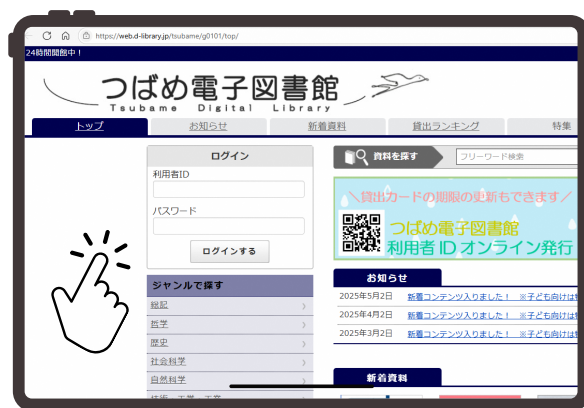 https://web.d-library.jp/tsubame/g0101/top/
24時間開館中！
つばめ電子図書館
Tsubame Digital Library
トップ
お知らせ
新着資料
貸出ランキング
特集
ログイン
利用者ID
パスワード
ログインする
ジャンルで探す
総記
哲学
歴史
社会科学
自然科学
資料を探す
フリーワード検索
＼貸出カードの期限の更新もできます／
つばめ電子図書館
利用者 ID オンライン発行
お知らせ
2025年5月2日 新着コンテンツ入りました！ ※子ども向けは
2025年4月2日 新着コンテンツ入りました！ ※子ども向けは
2025年3月2日 新着コンテンツ入りました！ ※子ども向けは
新着資料